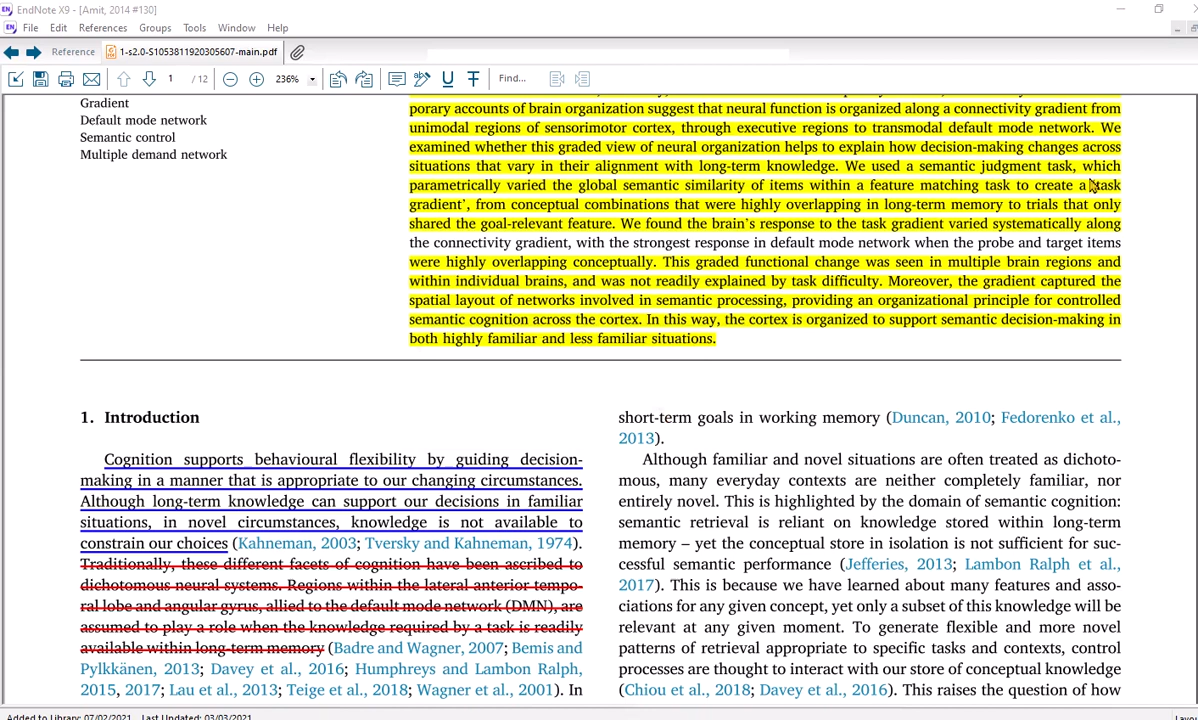 EndNote X9 - [Amit, 2014 #130]
File Edit References Groups Tools Window Help
Reference 1-s2.0-S1053811920305607-main.pdf
1 / 12 236% Find...
Gradient
Default mode network
Semantic control
Multiple demand network
porary accounts of brain organization suggest that neural function is organized along a connectivity gradient from
unimodal regions of sensorimotor cortex, through executive regions to transmodal default mode network. We
examined whether this graded view of neural organization helps to explain how decision-making changes across
situations that vary in their alignment with long-term knowledge. We used a semantic judgment task, which
parametrically varied the global semantic similarity of items within a feature matching task to create a 'task
gradient', from conceptual combinations that were highly overlapping in long-term memory to trials that only
shared the goal-relevant feature. We found the brain's response to the task gradient varied systematically along
the connectivity gradient, with the strongest response in default mode network when the probe and target items
were highly overlapping conceptually. This graded functional change was seen in multiple brain regions and
within individual brains, and was not readily explained by task difficulty. Moreover, the gradient captured the
spatial layout of networks involved in semantic processing, providing an organizational principle for controlled
semantic cognition across the cortex. In this way, the cortex is organized to support semantic decision-making in
both highly familiar and less familiar situations.
1. Introduction
Cognition supports behavioural flexibility by guiding decision-
making in a manner that is appropriate to our changing circumstances.
Although long-term knowledge can support our decisions in familiar
situations, in novel circumstances, knowledge is not available to
constrain our choices (Kahneman, 2003; Tversky and Kahneman, 1974).
Traditionally, these different facets of cognition have been ascribed to
dichotomous neural systems. Regions within the lateral anterior tempo-
ral lobe and angular gyrus, allied to the default mode network (DMN), are
assumed to play a role when the knowledge required by a task is readily
available within long-term memory (Badre and Wagner, 2007; Bemis and
Pylkkänen, 2013; Davey et al., 2016; Humphreys and Lambon Ralph,
2015, 2017; Lau et al., 2013; Teige et al., 2018; Wagner et al., 2001). In
short-term goals in working memory (Duncan, 2010; Fedorenko et al.,
2013).
Although familiar and novel situations are often treated as dichoto-
mous, many everyday contexts are neither completely familiar, nor
entirely novel. This is highlighted by the domain of semantic cognition:
semantic retrieval is reliant on knowledge stored within long-term
memory – yet the conceptual store in isolation is not sufficient for suc-
cessful semantic performance (Jefferies, 2013; Lambon Ralph et al.,
2017). This is because we have learned about many features and asso-
ciations for any given concept, yet only a subset of this knowledge will be
relevant at any given moment. To generate flexible and more novel
patterns of retrieval appropriate to specific tasks and contexts, control
processes are thought to interact with our store of conceptual knowledge
(Chiou et al., 2018; Davey et al., 2016). This raises the question of how
Added to Library: 07/02/2021 Last Updated: 03/03/2021